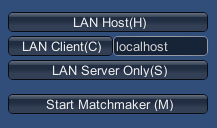 LAN Host(H)
LAN Client(C) localhost
LAN Server Only(S)
Start Matchmaker (M)